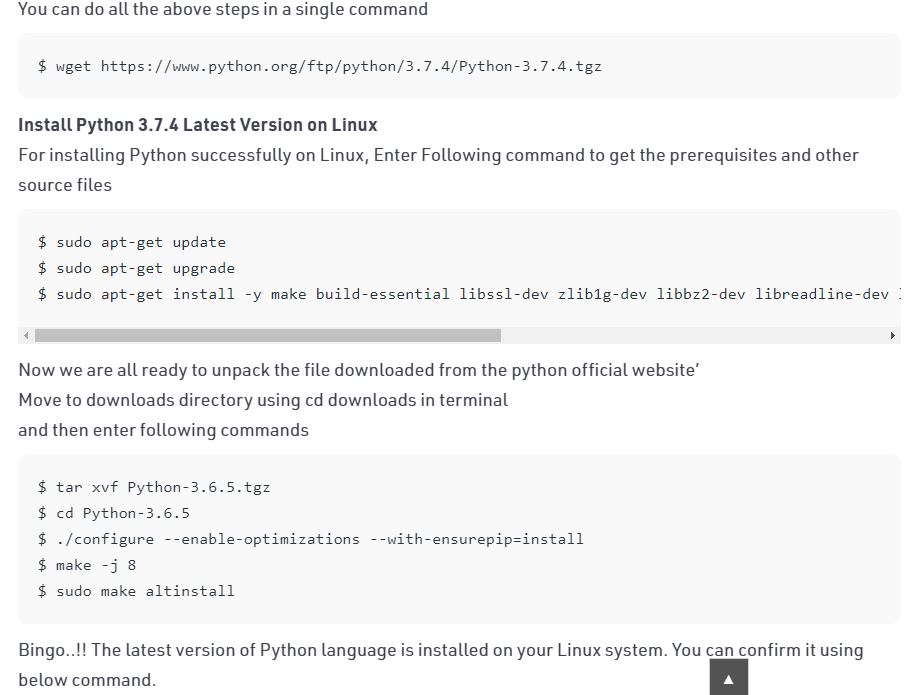 You can do all the above steps in a single command
$ wget https://www.python.org/ftp/python/3.7.4/Python-3.7.4.tgz
Install Python 3.7.4 Latest Version on Linux
For installing Python successfully on Linux, Enter Following command to get the prerequisites and other
source files
$ sudo apt-get update
$ sudo apt-get upgrade
$ sudo apt-get install -y make build-essential libssl-dev zlib1g-dev libbz2-dev libreadline-dev
Now we are all ready to unpack the file downloaded from the python official website’
Move to downloads directory using cd downloads in terminal
and then enter following commands
$ tar xvf Python-3.6.5.tgz
$ cd Python-3.6.5
$ ./configure --enable-optimizations --with-ensurepip=install
$ make -j 8
$ sudo make altinstall
Bingo..!! The latest version of Python language is installed on your Linux system. You can confirm it using
below command.